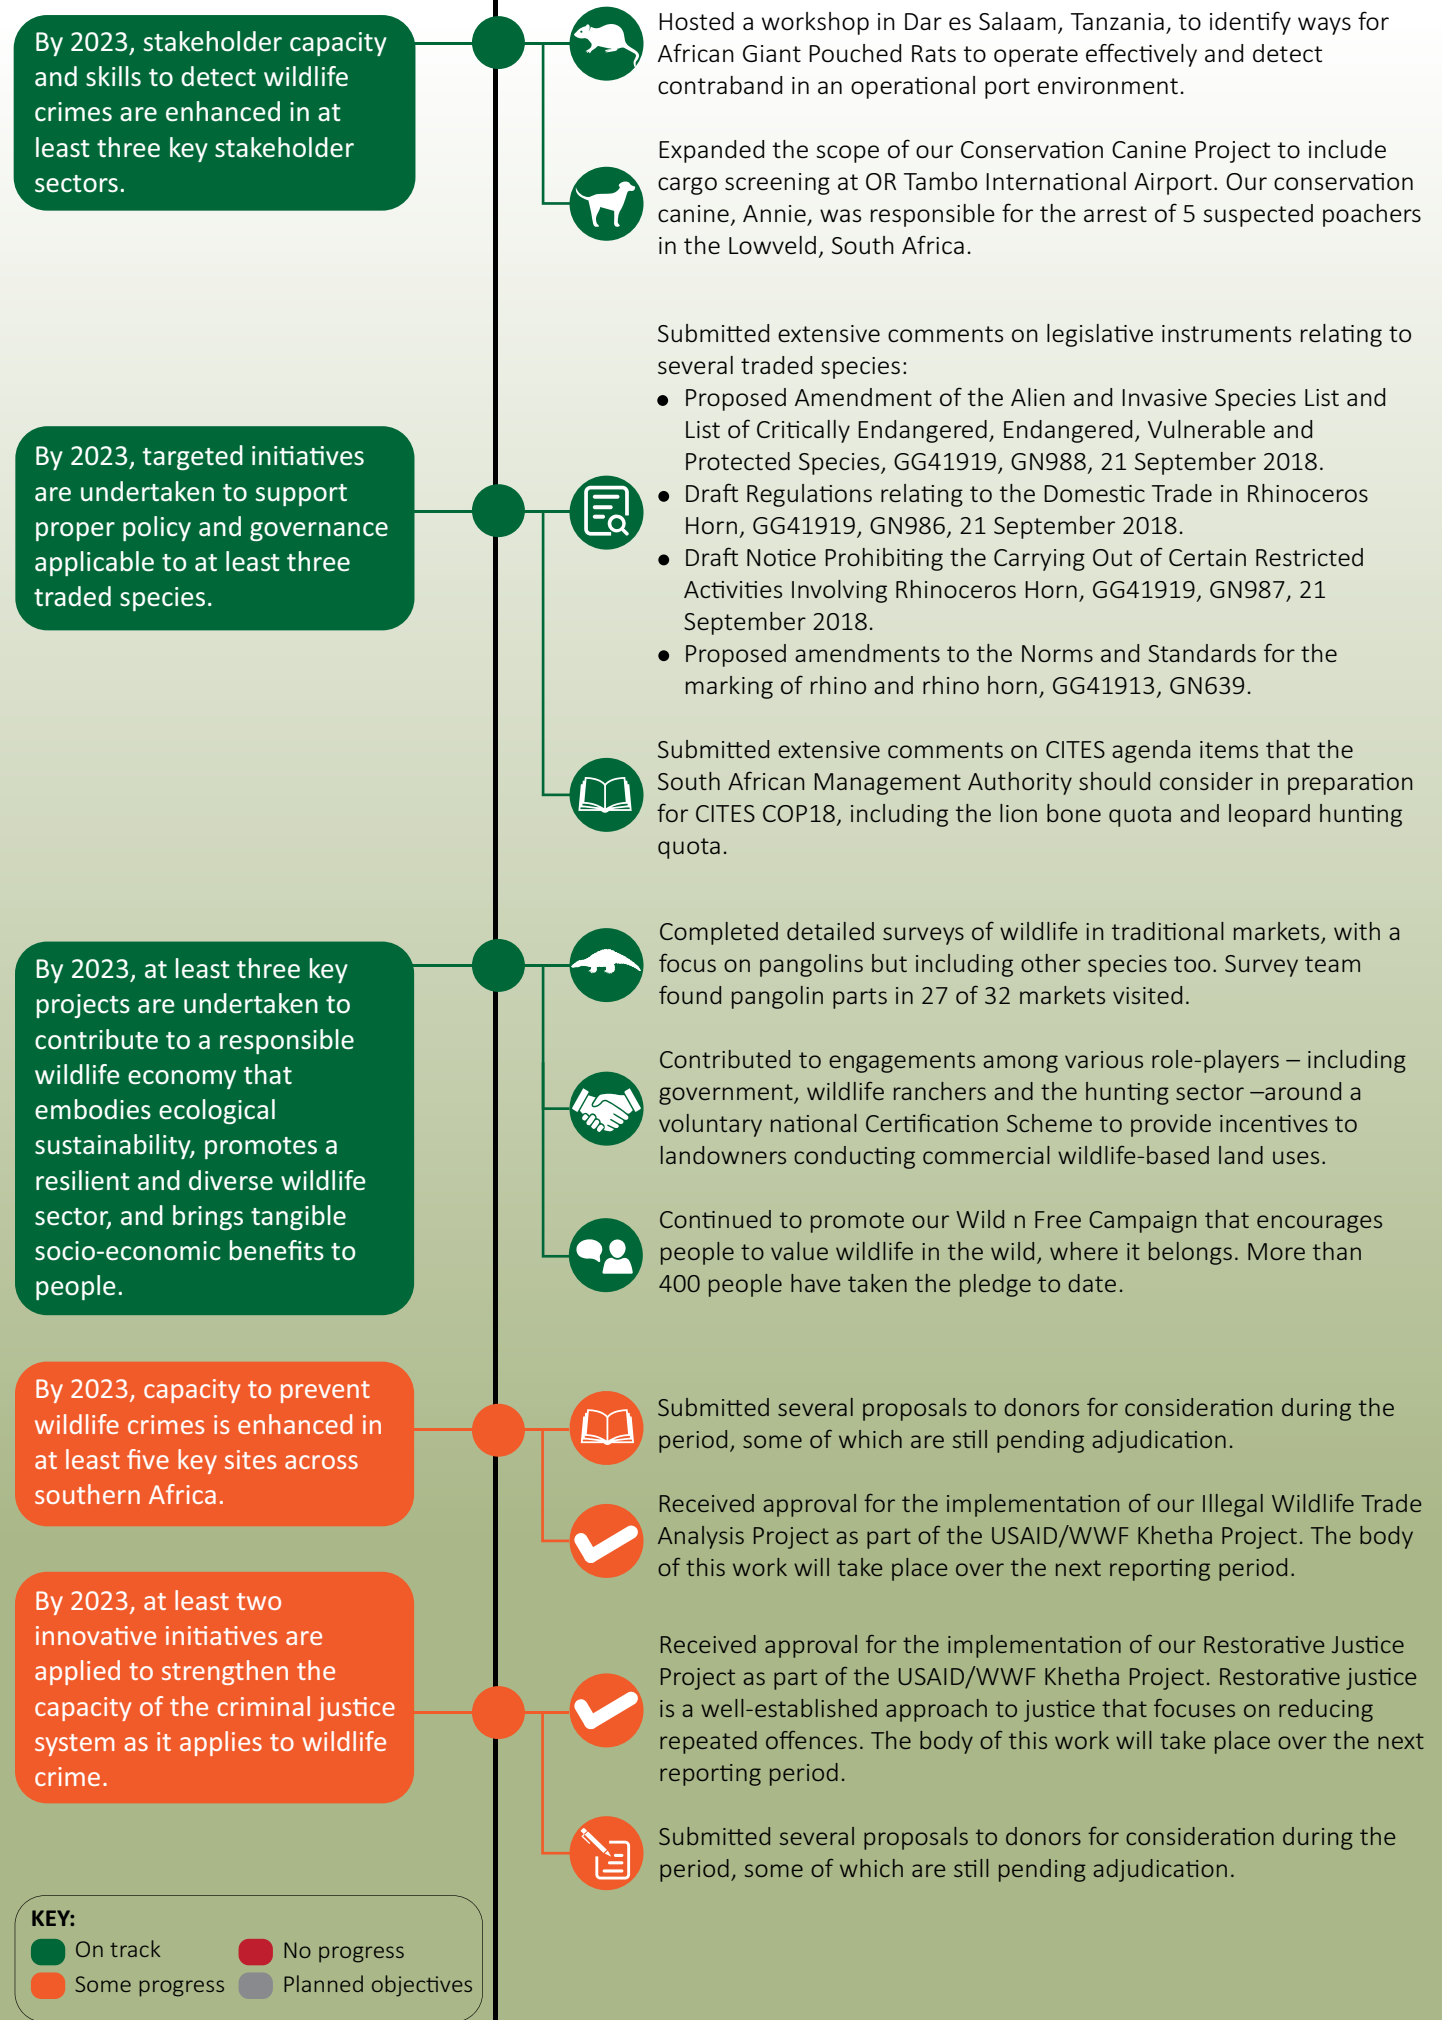 By 2023, stakeholder capacity
and skills to detect wildlife
crimes are enhanced in at
least three key stakeholder
sectors.
Hosted a workshop in Dar es Salaam, Tanzania, to identify ways for
African Giant Pouched Rats to operate effectively and detect
contraband in an operational port environment.
Expanded the scope of our Conservation Canine Project to include
cargo screening at OR Tambo International Airport. Our conservation
canine, Annie, was responsible for the arrest of 5 suspected poachers
in the Lowveld, South Africa.
By 2023, targeted initiatives
are undertaken to support
proper policy and governance
applicable to at least three
traded species.
Submitted extensive comments on legislative instruments relating to
several traded species:
● Proposed Amendment of the Alien and Invasive Species List and
List of Critically Endangered, Endangered, Vulnerable and
Protected Species, GG41919, GN988, 21 September 2018.
● Draft Regulations relating to the Domestic Trade in Rhinoceros
Horn, GG41919, GN986, 21 September 2018.
● Draft Notice Prohibiting the Carrying Out of Certain Restricted
Activities Involving Rhinoceros Horn, GG41919, GN987, 21
September 2018.
● Proposed amendments to the Norms and Standards for the
marking of rhino and rhino horn, GG41913, GN639.
Submitted extensive comments on CITES agenda items that the
South African Management Authority should consider in preparation
for CITES COP18, including the lion bone quota and leopard hunting
quota.
By 2023, at least three key
projects are undertaken to
contribute to a responsible
wildlife economy that
embodies ecological
sustainability, promotes a
resilient and diverse wildlife
sector, and brings tangible
socio-economic benefits to
people.
Completed detailed surveys of wildlife in traditional markets, with a
focus on pangolins but including other species too. Survey team
found pangolin parts in 27 of 32 markets visited.
Contributed to engagements among various role-players – including
government, wildlife ranchers and the hunting sector –around a
voluntary national Certification Scheme to provide incentives to
landowners conducting commercial wildlife-based land uses.
Continued to promote our Wild n Free Campaign that encourages
people to value wildlife in the wild, where it belongs. More than
400 people have taken the pledge to date.
By 2023, capacity to prevent
wildlife crimes is enhanced in
at least five key sites across
southern Africa.
Submitted several proposals to donors for consideration during the
period, some of which are still pending adjudication.
Received approval for the implementation of our Illegal Wildlife Trade
Analysis Project as part of the USAID/WWF Khetha Project. The body
of this work will take place over the next reporting period.
By 2023, at least two
innovative initiatives are
applied to strengthen the
capacity of the criminal justice
system as it applies to wildlife
crime.
Received approval for the implementation of our Restorative Justice
Project as part of the USAID/WWF Khetha Project. Restorative justice
is a well-established approach to justice that focuses on reducing
repeated offences. The body of this work will take place over the next
reporting period.
Submitted several proposals to donors for consideration during the
period, some of which are still pending adjudication.
KEY:
On track
No progress
Some progress
Planned objectives